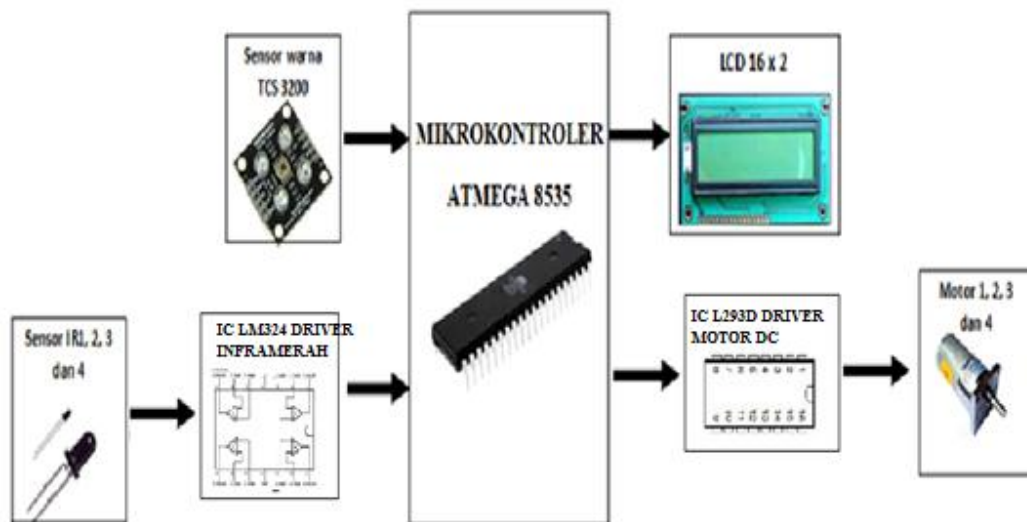 Sensor warna
TCS 3200
MIKROKONTROLER
ATMEGA 8535
LCD 16 x 2
Sensor IR1, 2, 3
dan 4
IC LM324 DRIVER
INFRAMERAH
IC L293D DRIVER
MOTOR DC
Motor 1, 2, 3
dan 4